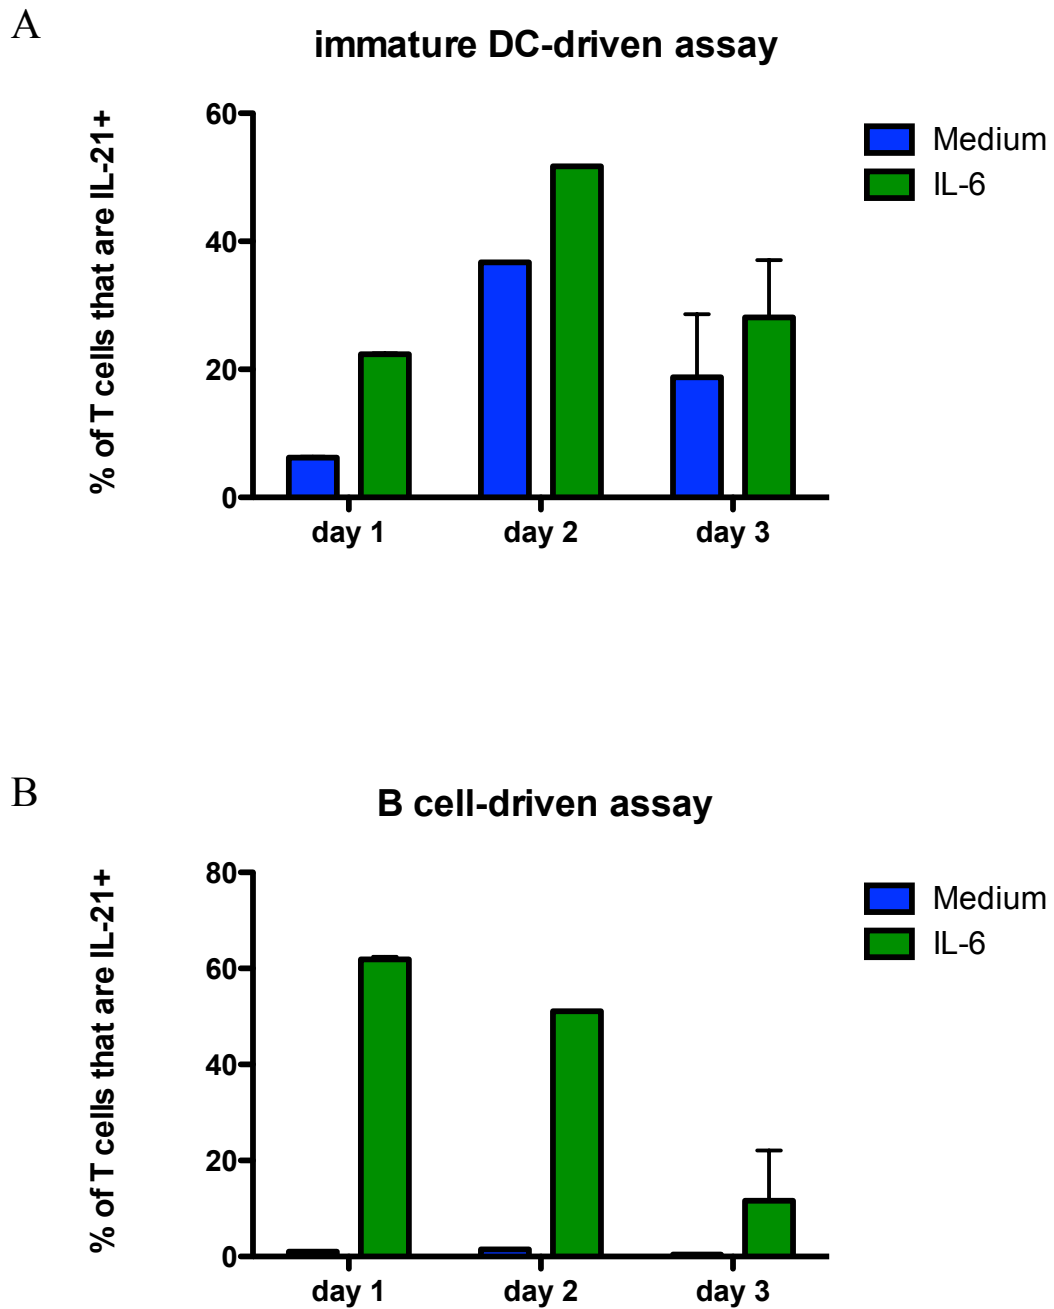 A
immature DC-driven assay
% of T cells that are IL-21+
60
40
20
0
day 1
day 2
day 3
Medium
IL-6
B
B cell-driven assay
% of T cells that are IL-21+
80
60
40
20
0
day 1
day 2
day 3
Medium
IL-6